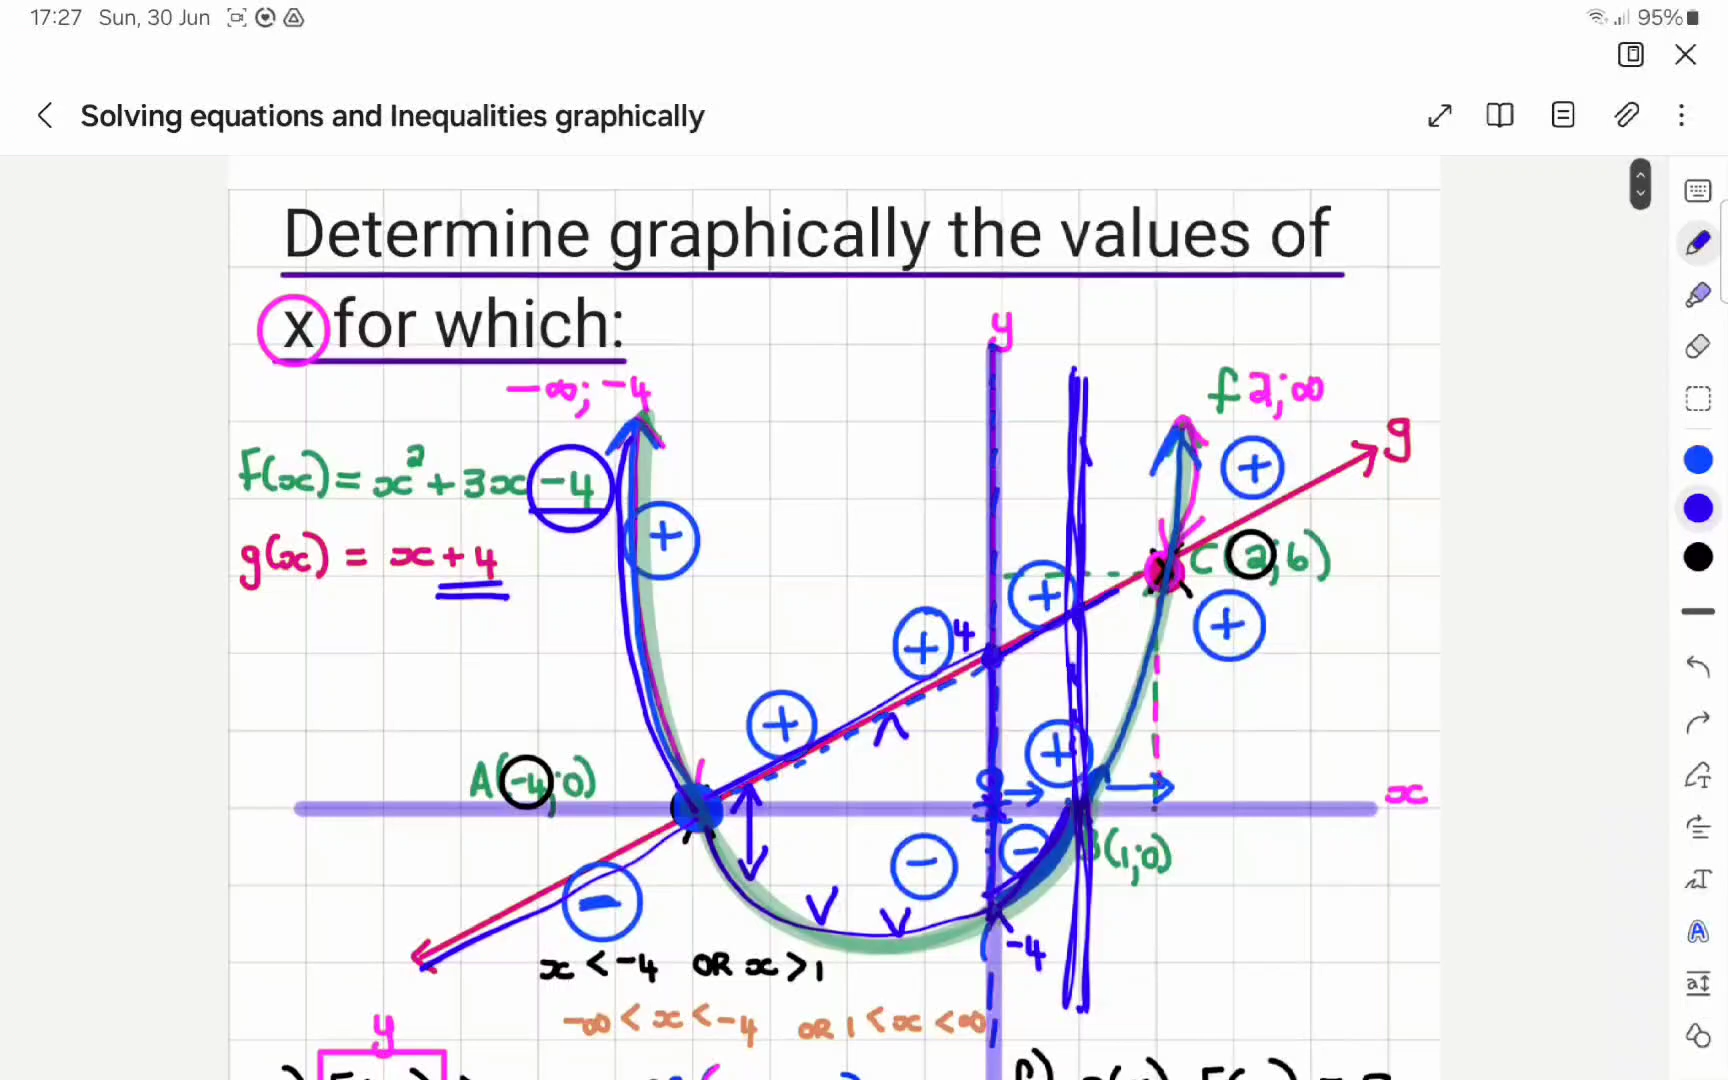 17:27 Sun, 30 Jun
95%
Solving equations and Inequalities graphically
Determine graphically the values of
x for which:
y
-∞; -4
f 2;∞
g
F(x) = x² + 3x -4
g(x) = x + 4
+
+
C(2;6)
+
+
+
4
+
+
A(-4;0)
x
-
-
-
B(1;0)
-4
x < -4 OR x > 1
-∞ < x < -4 OR 1 < x < ∞
y